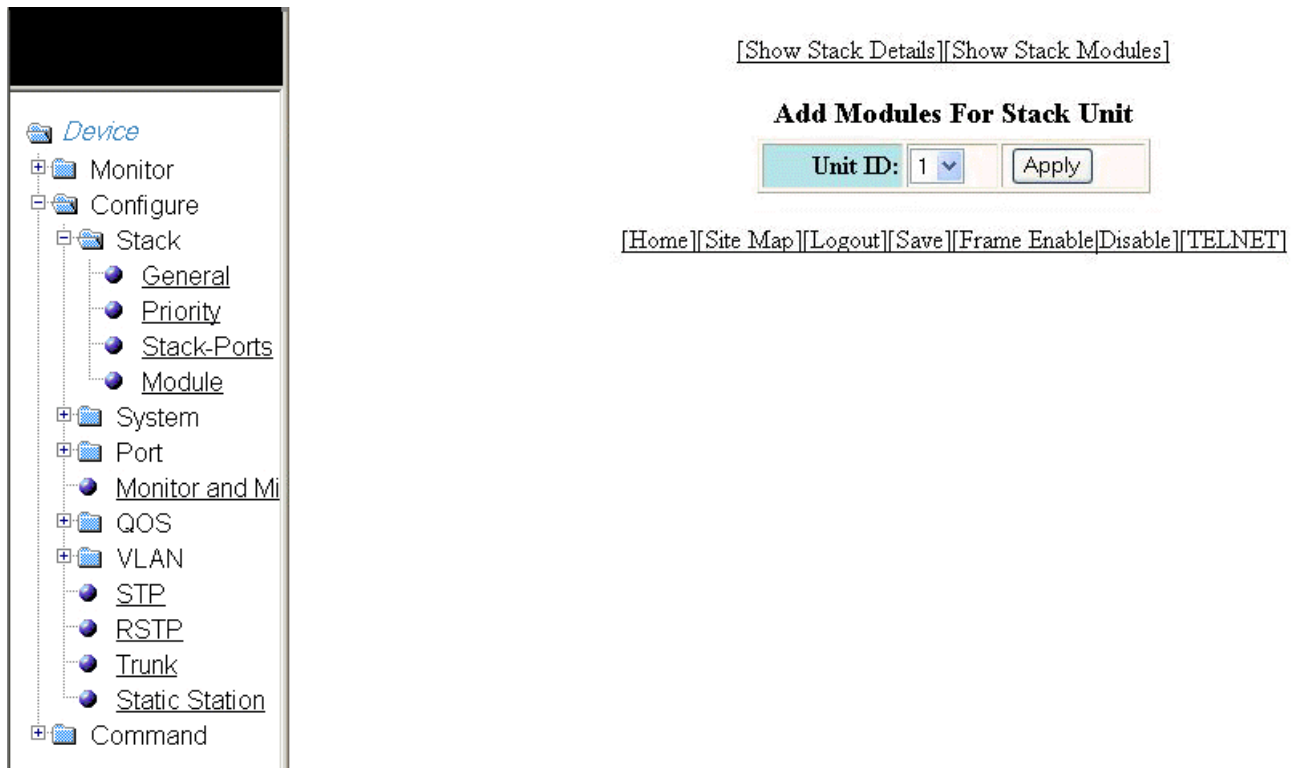 Device
Monitor
Configure
Stack
General
Priority
Stack-Ports
Module
System
Port
Monitor and Mi
QOS
VLAN
STP
RSTP
Trunk
Static Station
Command
[Show Stack Details][Show Stack Modules]
Add Modules For Stack Unit
Unit ID: 1 Apply
[Home][Site Map][Logout][Save][Frame Enable|Disable][TELNET]